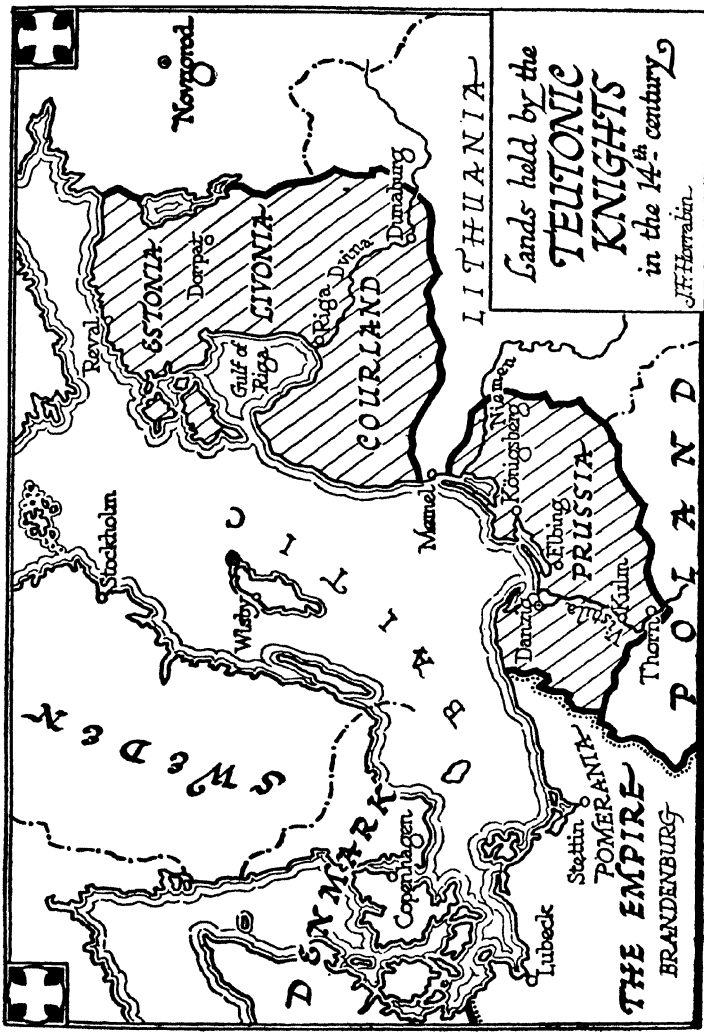 Lands held by the
TEUTONIC
KNIGHTS
in the 14th century
J.F.Horrabin.
Novgorod
Reval
ESTONIA
Dorpat
LIVONIA
Gulf of
Riga
Riga
Dvina
Dunaburg
COURLAND
LITHUANIA
Stockholm
SWEDEN
Wisby
BALTIC
Memel
Niemen
Königsberg
Elburg
PRUSSIA
Danzig
Vistula
Kulm
Thorn
POLAND
DENMARK
Copenhagen
Lubeck
Stettin
POMERANIA
THE EMPIRE
BRANDENBURG